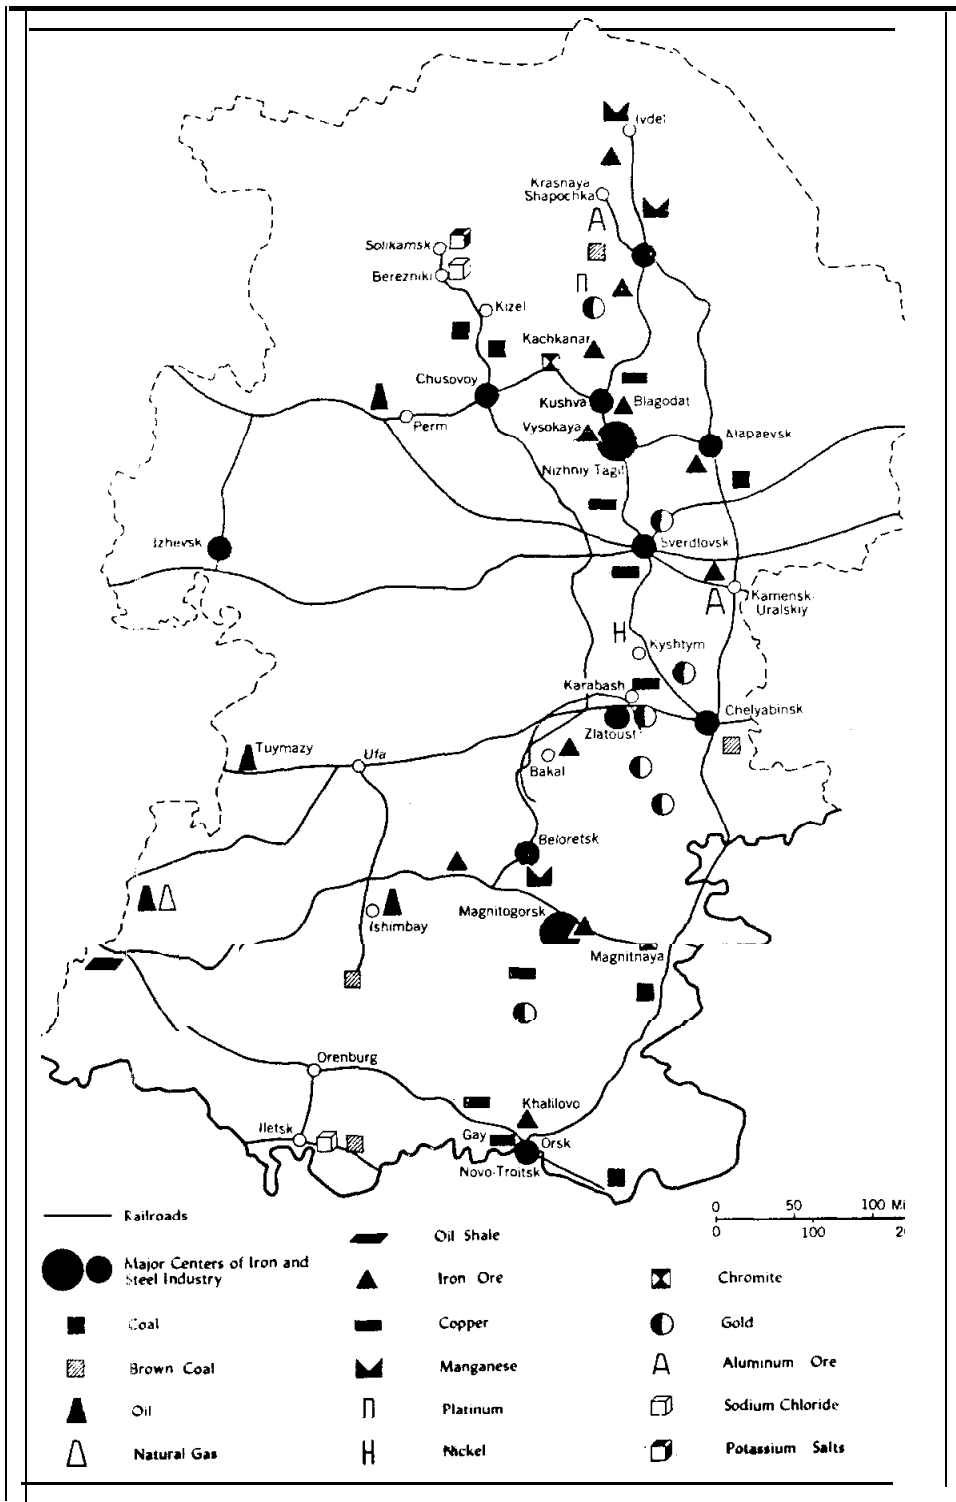 Ivdel
Krasnaya
Shapochka
Solikamsk
Berezniki
Kizel
Kachkanar
Chusovoy
Kushva
Blagodat
Perm
Vysokaya
Alapaevsk
Nizhniy Tagil
Izhevsk
Sverdlovsk
Kamensk-
Uralskiy
Kyshtym
Karabash
Chelyabinsk
Zlatoust
Tuymazy
Ufa
Bakal
Beloretsk
Magnitogorsk
Ishimbay
Magnitnaya
Orenburg
Khalilovo
Iletsk
Gay
Orsk
Novo-Troitsk
0 50 100 Mi
0 100 2
Railroads
Oil Shale
Major Centers of Iron and
Steel Industry
Iron Ore
Chromite
Coal
Copper
Gold
Brown Coal
Manganese
Aluminum Ore
Oil
Platinum
Sodium Chloride
Natural Gas
Nickel
Potassium Salts